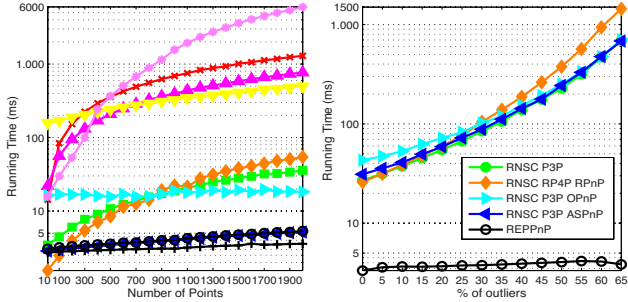 1.000
100
10
5
Running Time (ms)
10 100 300 500 700 900 1100 1300 1500 1700 1900
Number of Points
1500
1000
100
10
5
Running Time (ms)
RNSC P3P
RNSC RP4P RPnP
RNSC P3P OPnP
RNSC P3P ASPnP
REPPnP
0 5 10 15 20 25 30 35 40 45 50 55 60 65
% of outliers